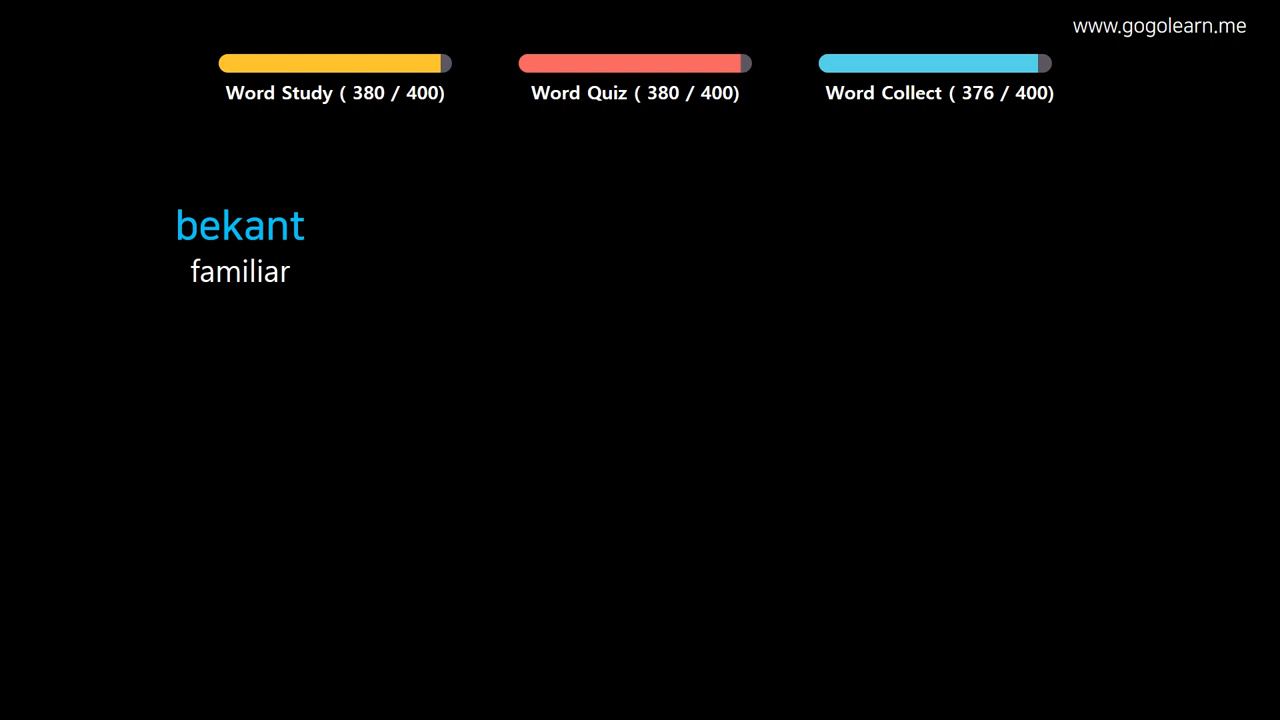 www.gogolearn.me
Word Study ( 380 / 400)
Word Quiz ( 380 / 400)
Word Collect ( 376 / 400)
bekant
familiar